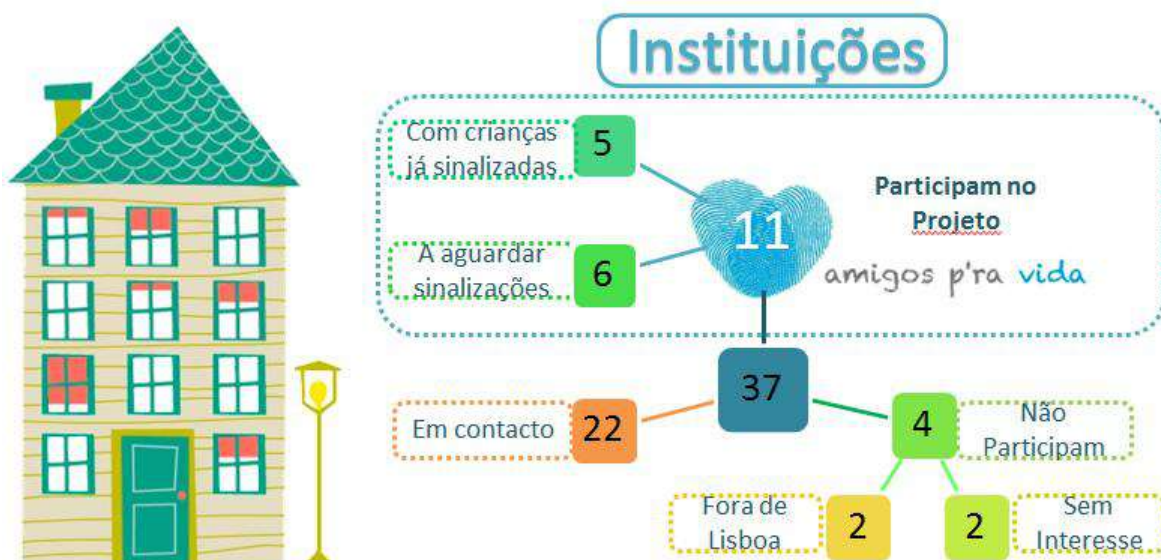 Instituições
Com crianças
já sinalizadas
5
11
Participam no
Projeto
amigos p'ra vida
A aguardar
sinalizações
6
37
Em contacto
22
4
Não
Participam
Fora de
Lisboa
2
2
Sem
Interesse